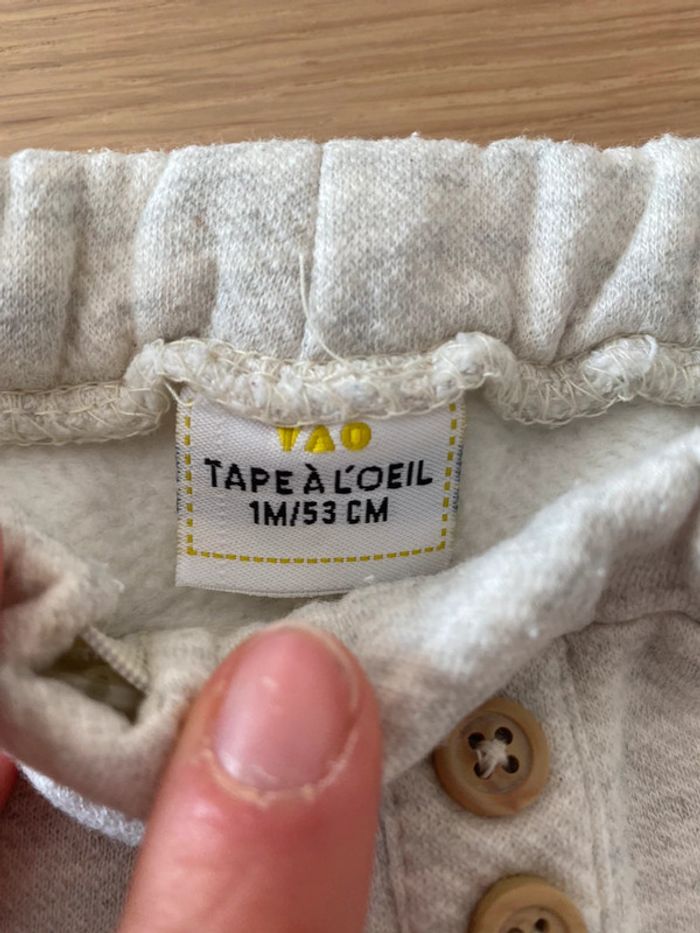 TAO
TAPE À L'OEIL
1M/53 CM